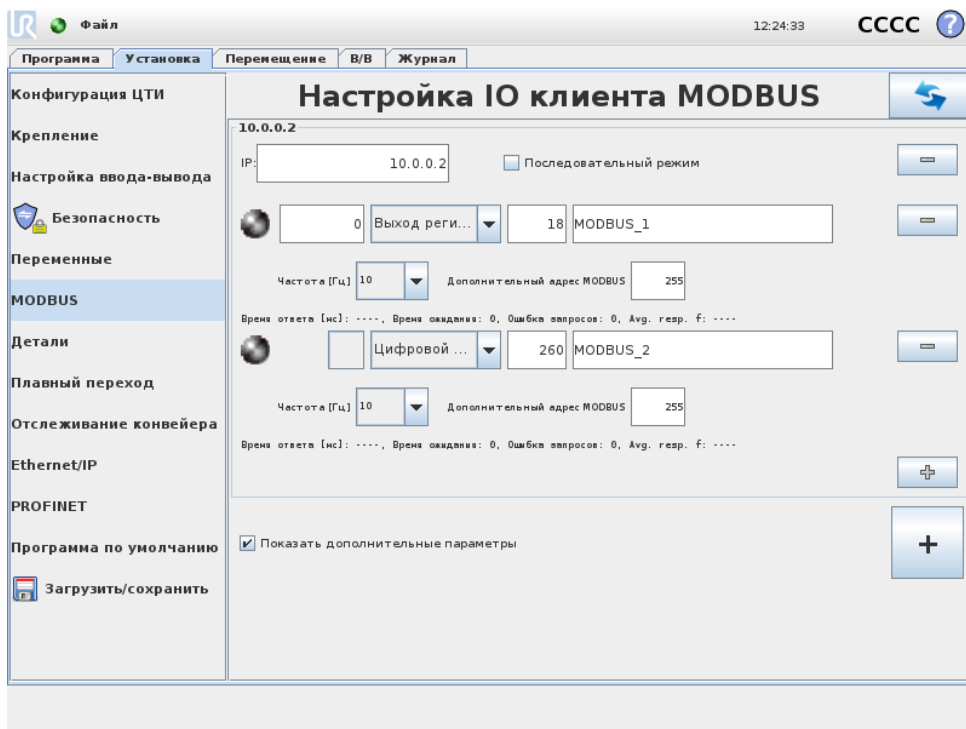 UR Файл 12:24:33 CCCC ?
Программа Установка Перемещение В/В Журнал
Конфигурация ЦТИ
Крепление
Настройка ввода-вывода
Безопасность
Переменные
MODBUS
Детали
Плавный переход
Отслеживание конвейера
Ethernet/IP
PROFINET
Программа по умолчанию
Загрузить/сохранить
Настройка IO клиента MODBUS
10.0.0.2
IP: 10.0.0.2 Последовательный режим
0 Выход реги... 18 MODBUS_1
Частота [Гц] 10 Дополнительный адрес MODBUS 255
Время ответа [мс]: ----, Время ожидания: 0, Ошибка запросов: 0, Avg. resp. f: ----
Цифровой ... 260 MODBUS_2
Частота [Гц] 10 Дополнительный адрес MODBUS 255
Время ответа [мс]: ----, Время ожидания: 0, Ошибка запросов: 0, Avg. resp. f: ----
Показать дополнительные параметры